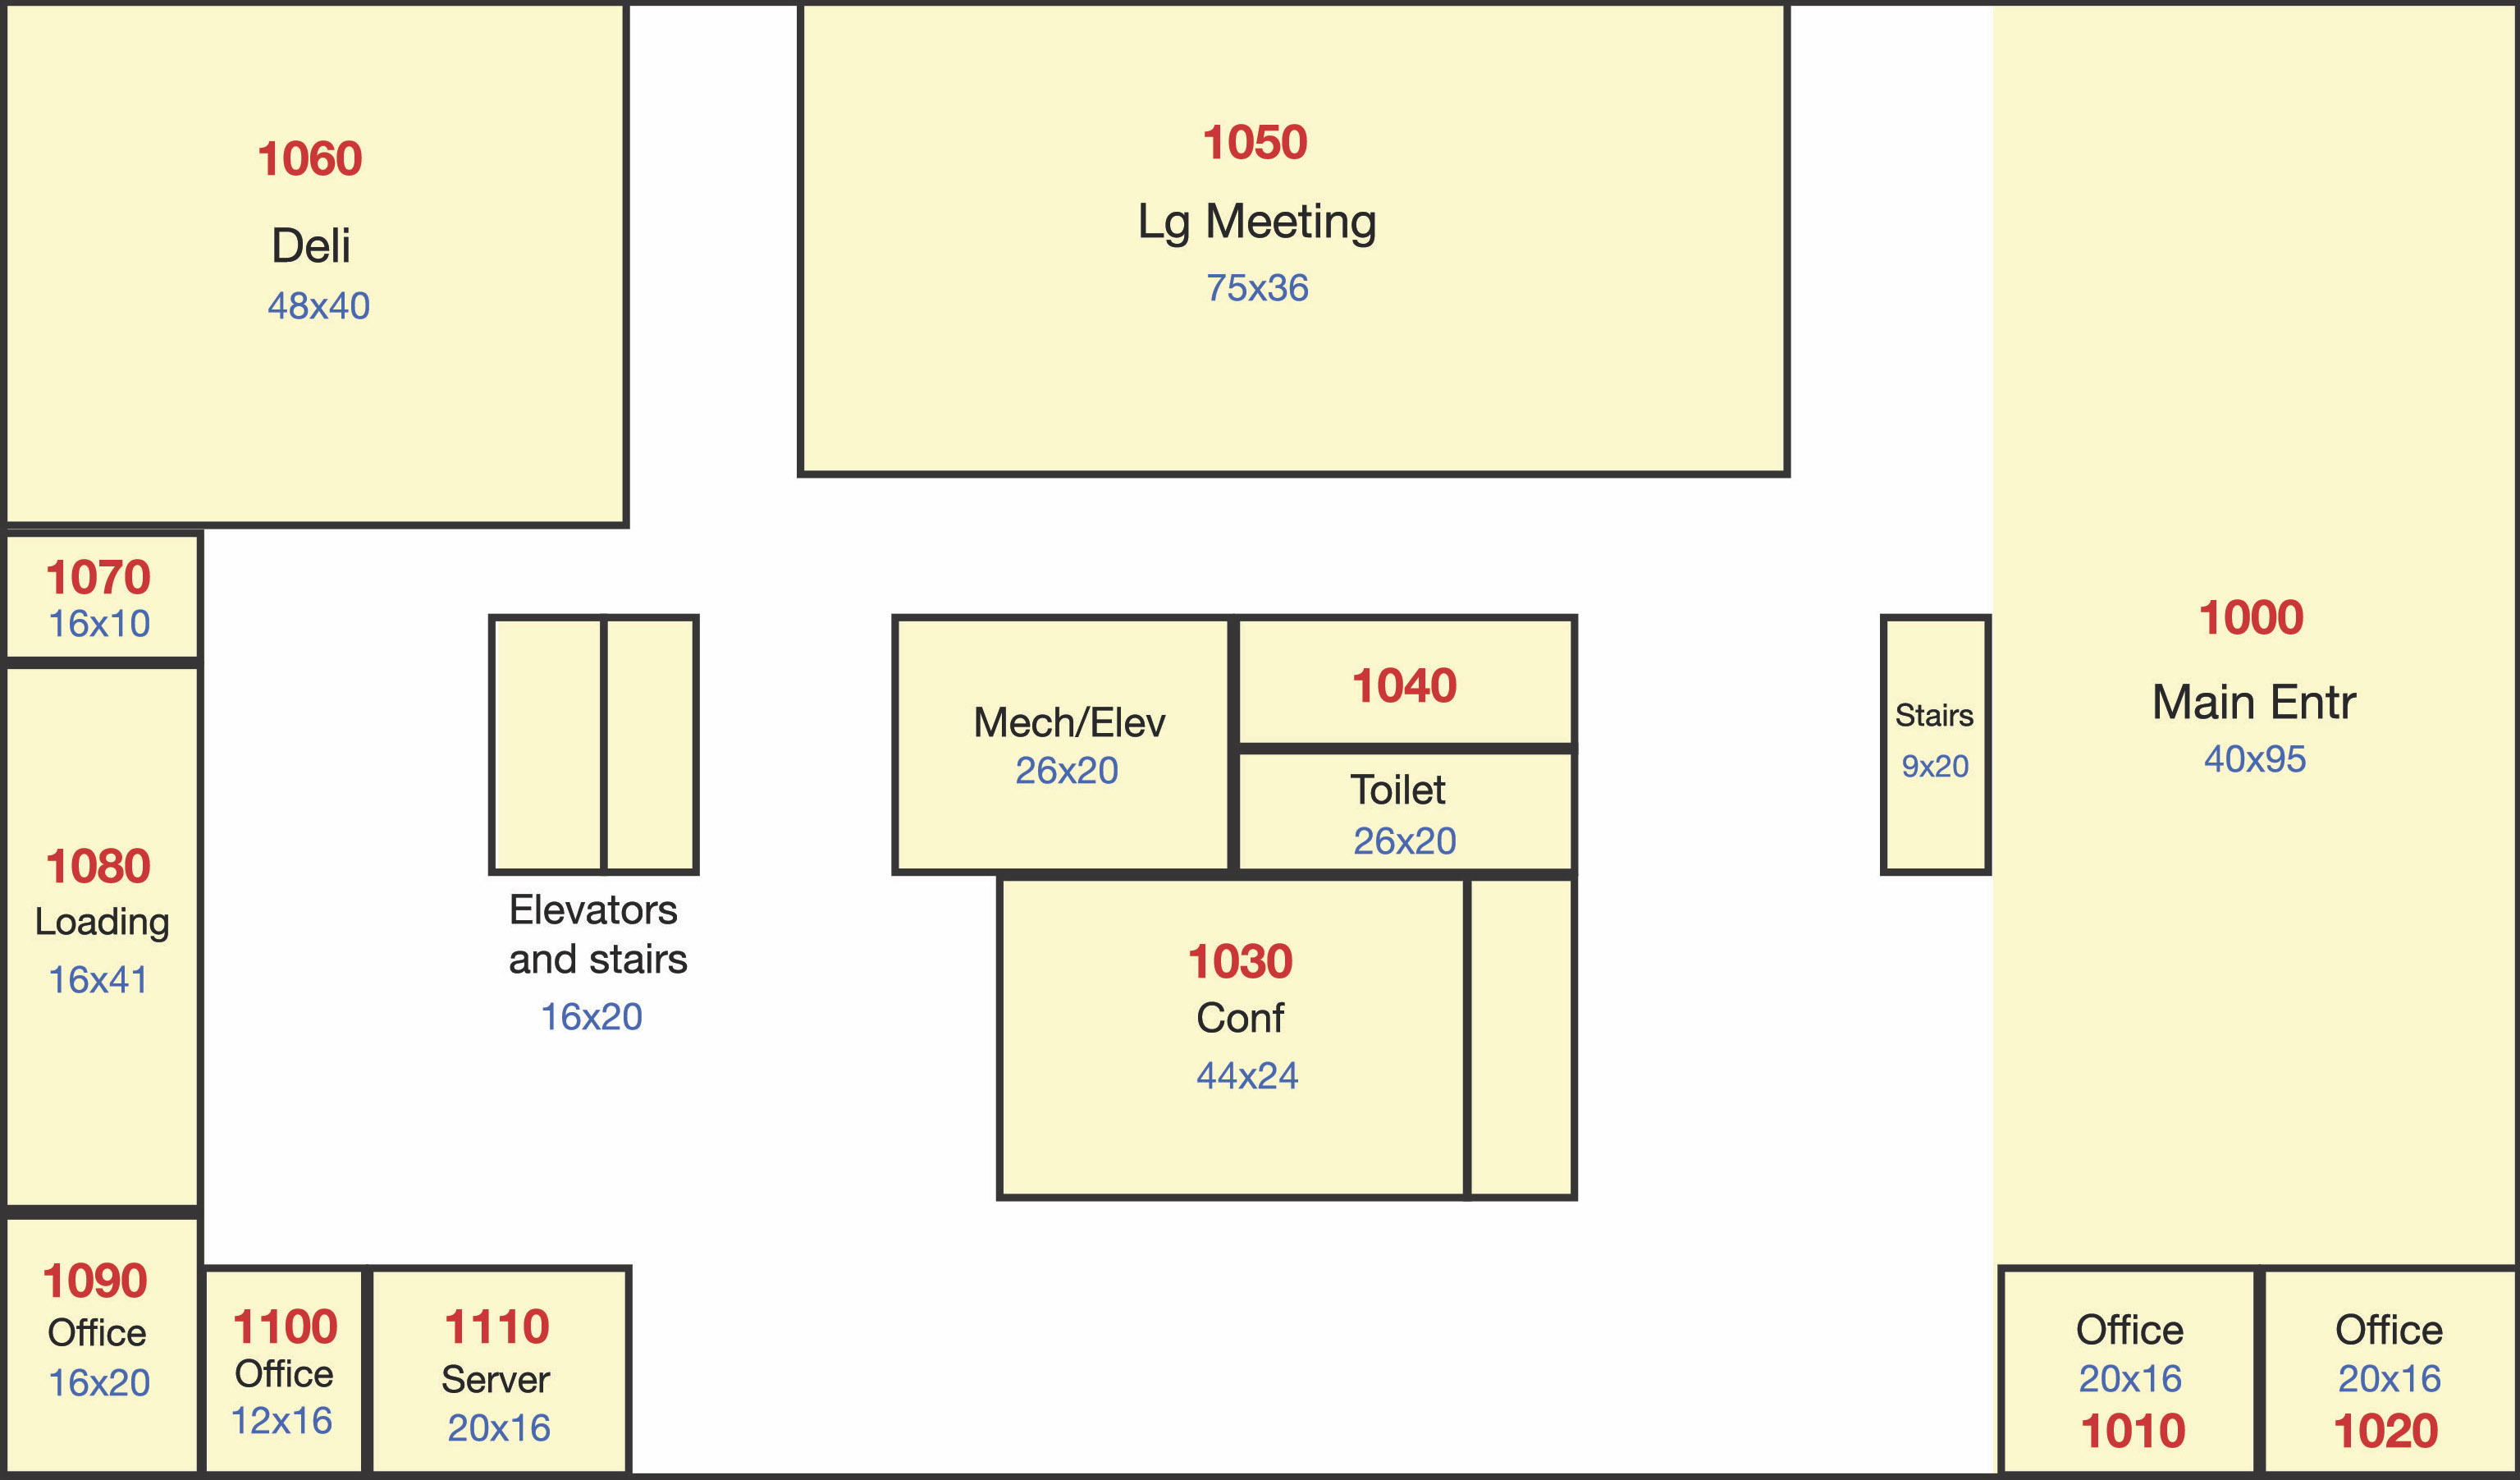 1060
Deli
48x40
1050
Lg Meeting
75x36
1070
16x10
1080
Loading
16x41
Elevators
and stairs
16x20
Mech/Elev
26x20
1040
Toilet
26x20
1030
Conf
44x24
Stairs
9x20
1000
Main Entr
40x95
1090
Office
16x20
1100
Office
12x16
1110
Server
20x16
Office
20x16
1010
Office
20x16
1020